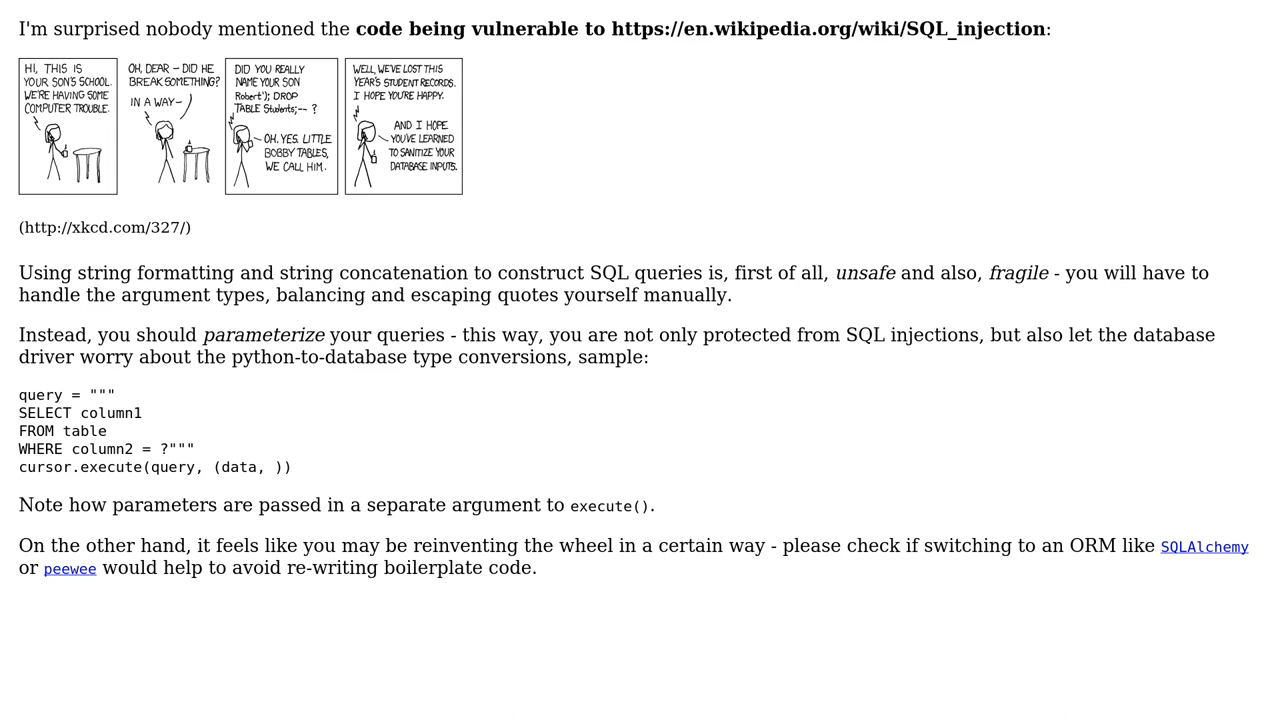 I'm surprised nobody mentioned the code being vulnerable to https://en.wikipedia.org/wiki/SQL_injection:
HI, THIS IS
YOUR SON'S SCHOOL.
WE'RE HAVING SOME
COMPUTER TROUBLE.
OH, DEAR – DID HE
BREAK SOMETHING?
IN A WAY–
DID YOU REALLY
NAME YOUR SON
Robert'); DROP
TABLE Students;-- ?
OH, YES. LITTLE
BOBBY TABLES,
WE CALL HIM.
WELL, WE'VE LOST THIS
YEAR'S STUDENT RECORDS.
I HOPE YOU'RE HAPPY.
AND I HOPE
YOU'VE LEARNED
TO SANITIZE YOUR
DATABASE INPUTS.
(http://xkcd.com/327/)
Using string formatting and string concatenation to construct SQL queries is, first of all, unsafe and also, fragile - you will have to
handle the argument types, balancing and escaping quotes yourself manually.
Instead, you should parameterize your queries - this way, you are not only protected from SQL injections, but also let the database
driver worry about the python-to-database type conversions, sample:
query = """
SELECT column1
FROM table
WHERE column2 = ?"""
cursor.execute(query, (data, ))
Note how parameters are passed in a separate argument to execute().
On the other hand, it feels like you may be reinventing the wheel in a certain way - please check if switching to an ORM like SQLAlchemy
or peewee would help to avoid re-writing boilerplate code.